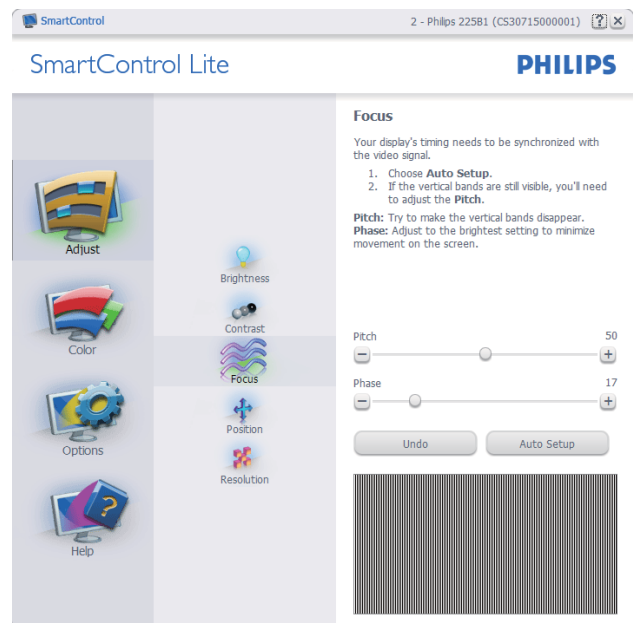 SmartControl
2 - Philips 225B1 (CS30715000001)
?
SmartControl Lite
PHILIPS
Adjust
Color
Options
Help
Brightness
Contrast
Focus
Position
Resolution
Focus
Your display's timing needs to be synchronized with
the video signal.
1. Choose Auto Setup.
2. If the vertical bands are still visible, you'll need
to adjust the Pitch.
Pitch: Try to make the vertical bands disappear.
Phase: Adjust to the brightest setting to minimize
movement on the screen.
Pitch 50
Phase 17
Undo Auto Setup